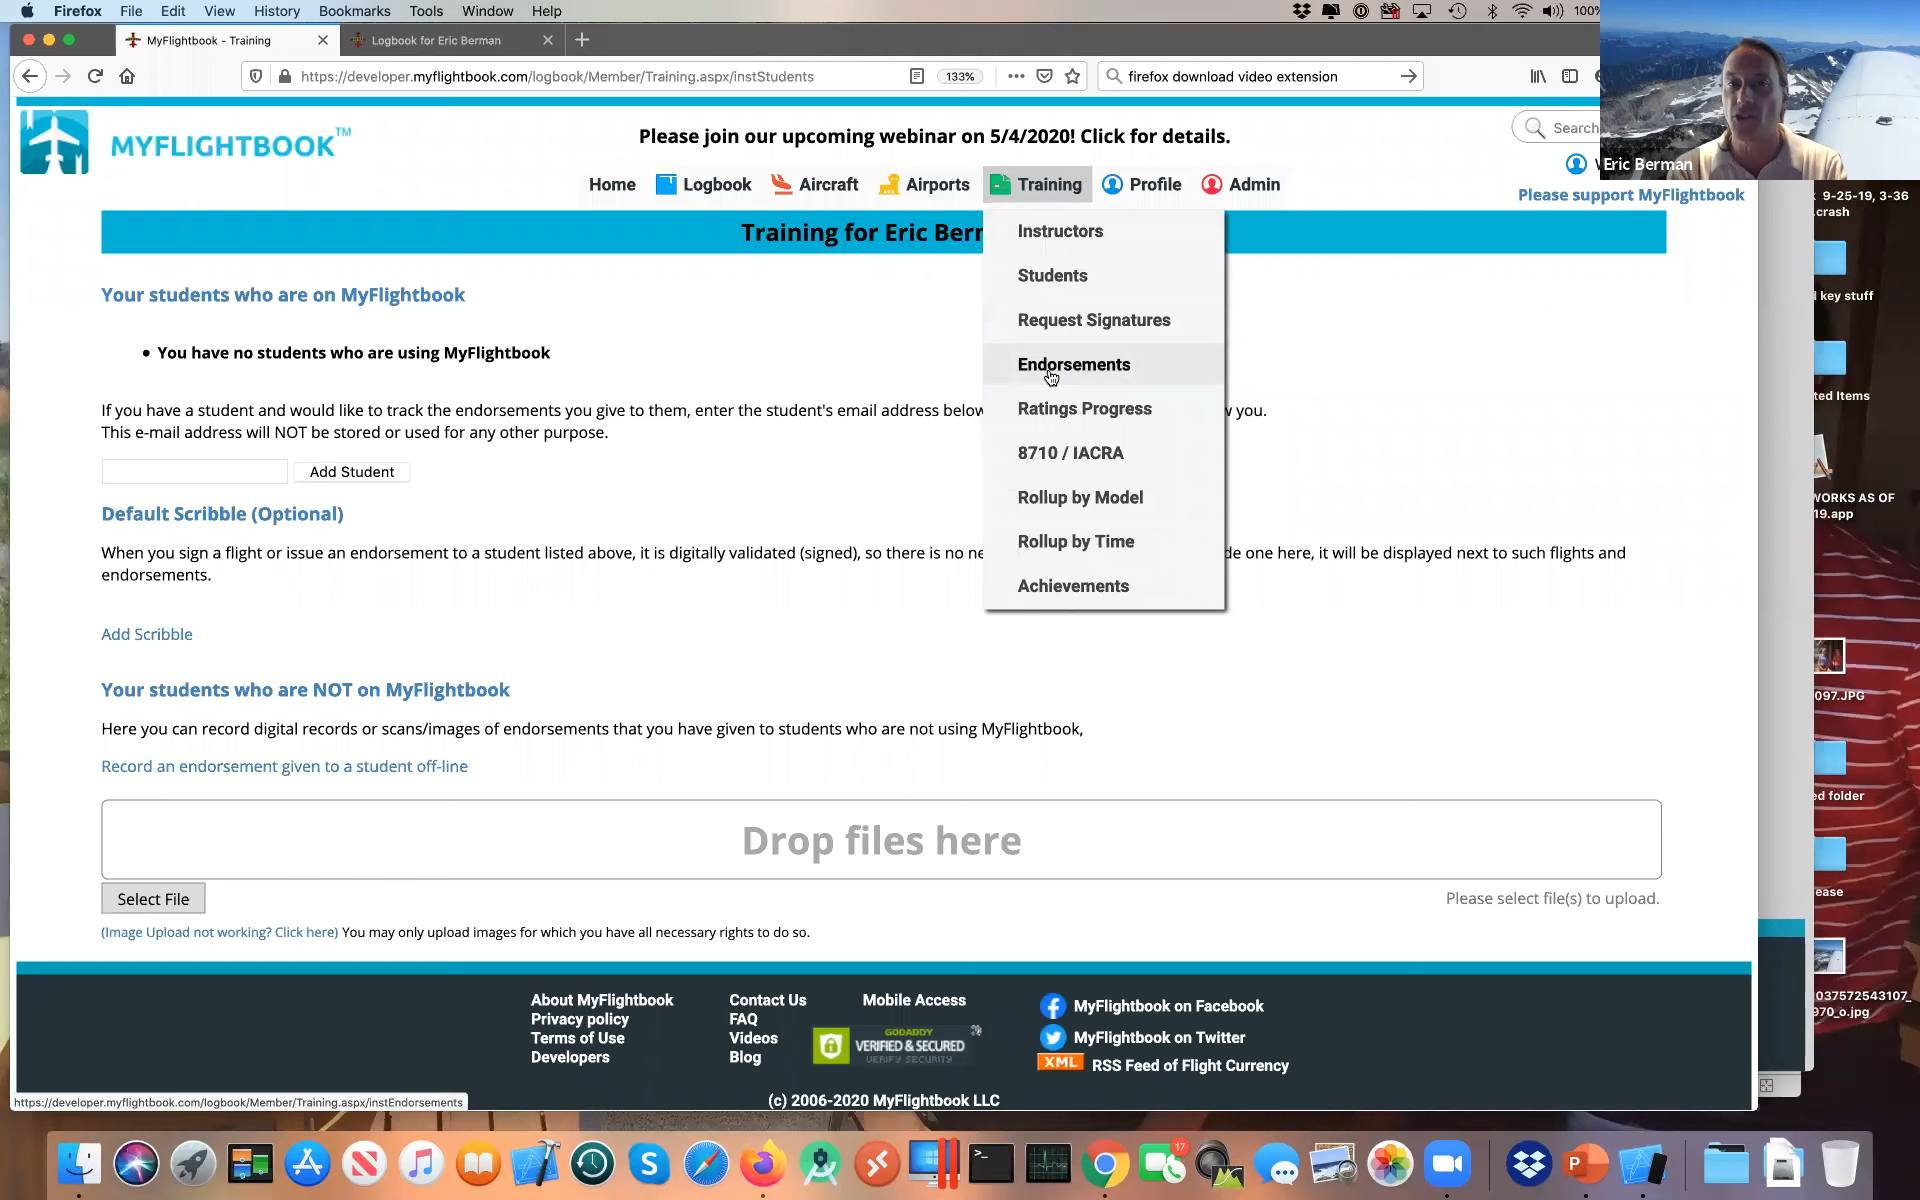 Firefox File Edit View History Bookmarks Tools Window Help 100%
MyFlightbook - Training
Logbook for Eric Berman
https://developer.myflightbook.com/logbook/Member/Training.aspx/instStudents
133%
firefox download video extension
MYFLIGHTBOOK™
Please join our upcoming webinar on 5/4/2020! Click for details.
Search
Eric Berman
Home Logbook Aircraft Airports Training Profile Admin
Please support MyFlightbook
Training for Eric Ber
Instructors
Students
Request Signatures
Endorsements
Ratings Progress
8710 / IACRA
Rollup by Model
Rollup by Time
Achievements
Your students who are on MyFlightbook
• You have no students who are using MyFlightbook
If you have a student and would like to track the endorsements you give to them, enter the student's email address below you.
This e-mail address will NOT be stored or used for any other purpose.
Add Student
Default Scribble (Optional)
When you sign a flight or issue an endorsement to a student listed above, it is digitally validated (signed), so there is no one here, it will be displayed next to such flights and
endorsements.
Add Scribble
Your students who are NOT on MyFlightbook
Here you can record digital records or scans/images of endorsements that you have given to students who are not using MyFlightbook,
Record an endorsement given to a student off-line
Drop files here
Select File
Please select file(s) to upload.
(Image Upload not working? Click here) You may only upload images for which you have all necessary rights to do so.
About MyFlightbook
Privacy policy
Terms of Use
Developers
Contact Us
FAQ
Videos
Blog
Mobile Access
GODADDY
VERIFIED & SECURED
VERIFY SECURITY
MyFlightbook on Facebook
MyFlightbook on Twitter
XML RSS Feed of Flight Currency
https://developer.myflightbook.com/logbook/Member/Training.aspx/instEndorsements
(c) 2006-2020 MyFlightbook LLC
9-25-19, 3-36
.crash
key stuff
ted Items
WORKS AS OF
19.app
097.JPG
ed folder
ease
037572543107_
970_o.jpg
17